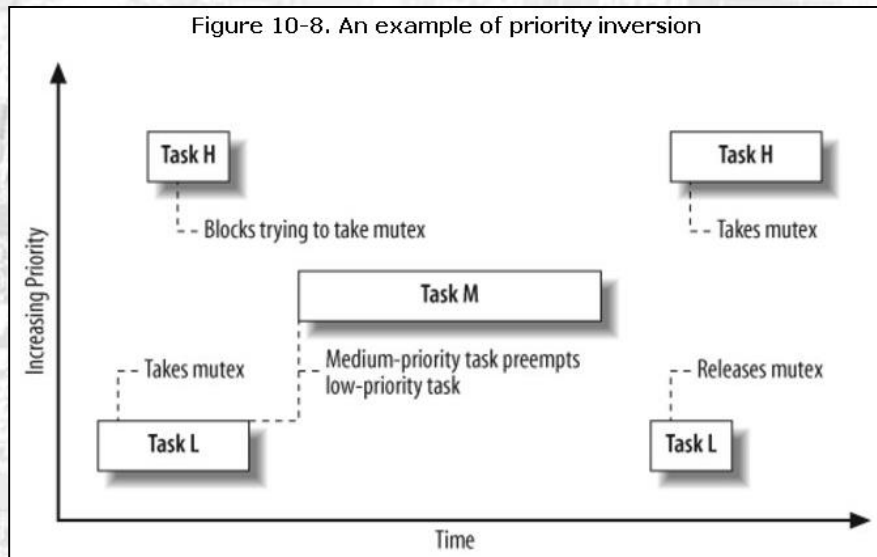 Figure 10-8. An example of priority inversion
Increasing Priority
Task H
Task H
Blocks trying to take mutex
Takes mutex
Task M
Takes mutex
Medium-priority task preempts
low-priority task
Releases mutex
Task L
Task L
Time